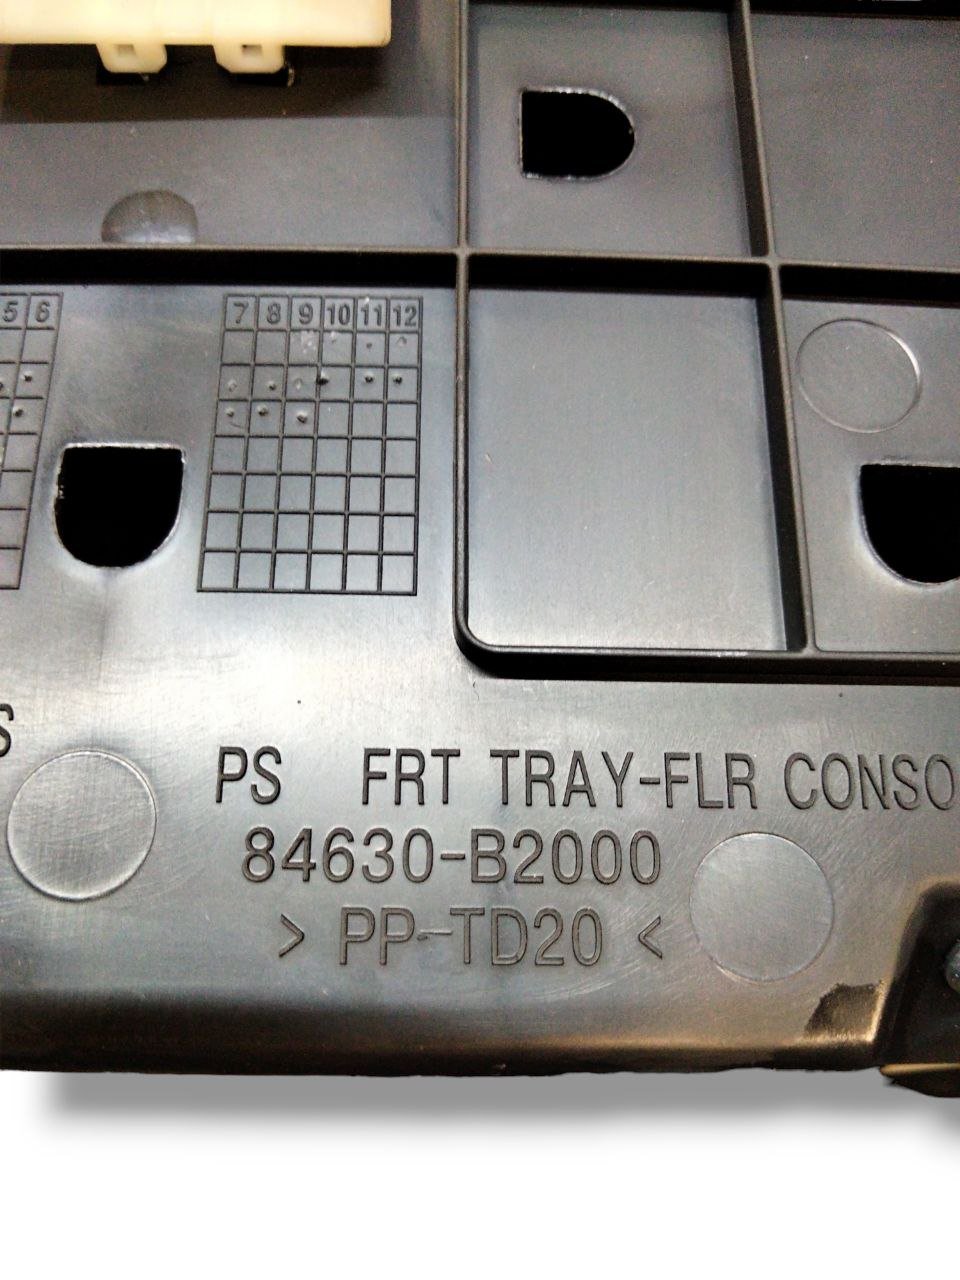 5 6
7 8 9 10 11 12
S
PS FRT TRAY-FLR CONSO
84630-B2000
> PP-TD20 <